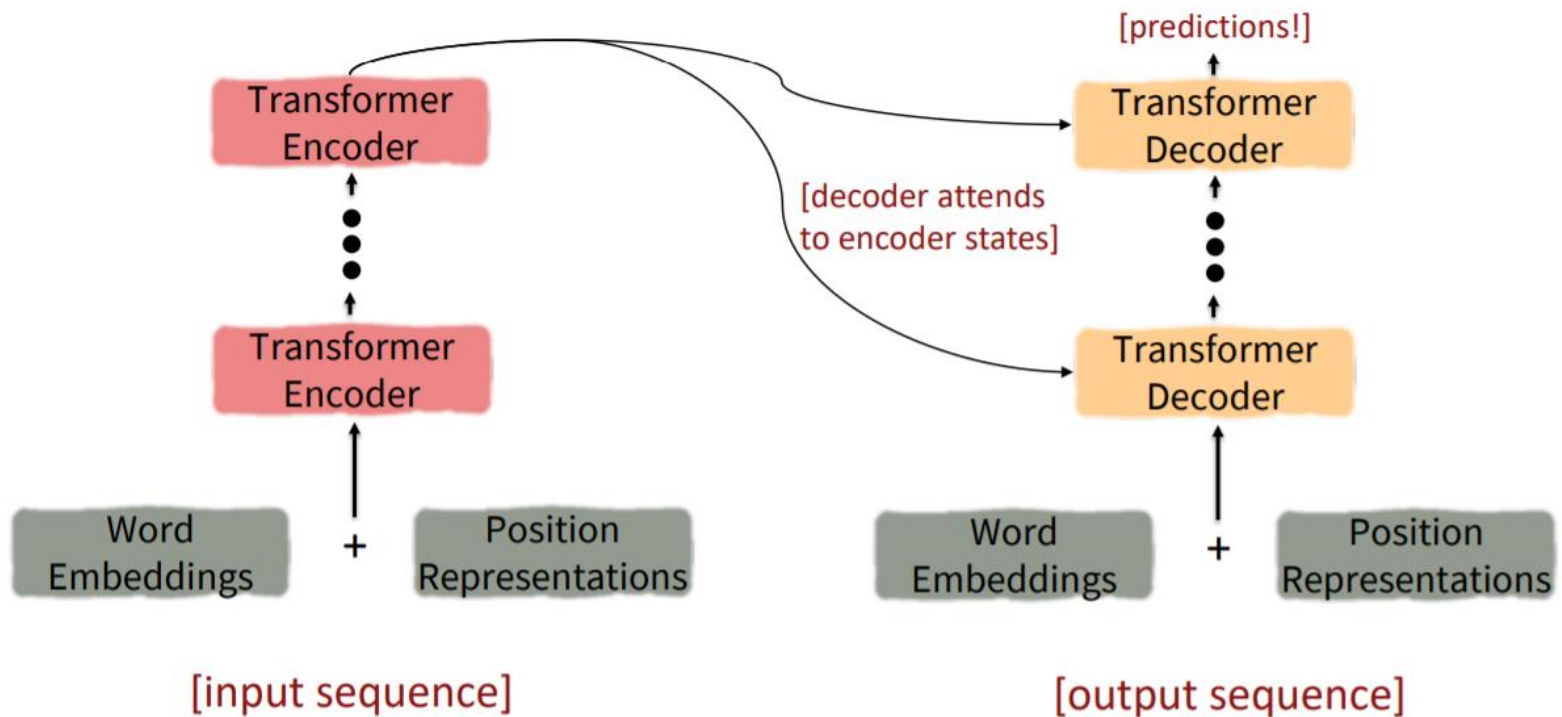 [predictions!]
Transformer
Encoder
Transformer
Decoder
[decoder attends
to encoder states]
Transformer
Encoder
Transformer
Decoder
Word
Embeddings
+
Position
Representations
Word
Embeddings
+
Position
Representations
[input sequence]
[output sequence]